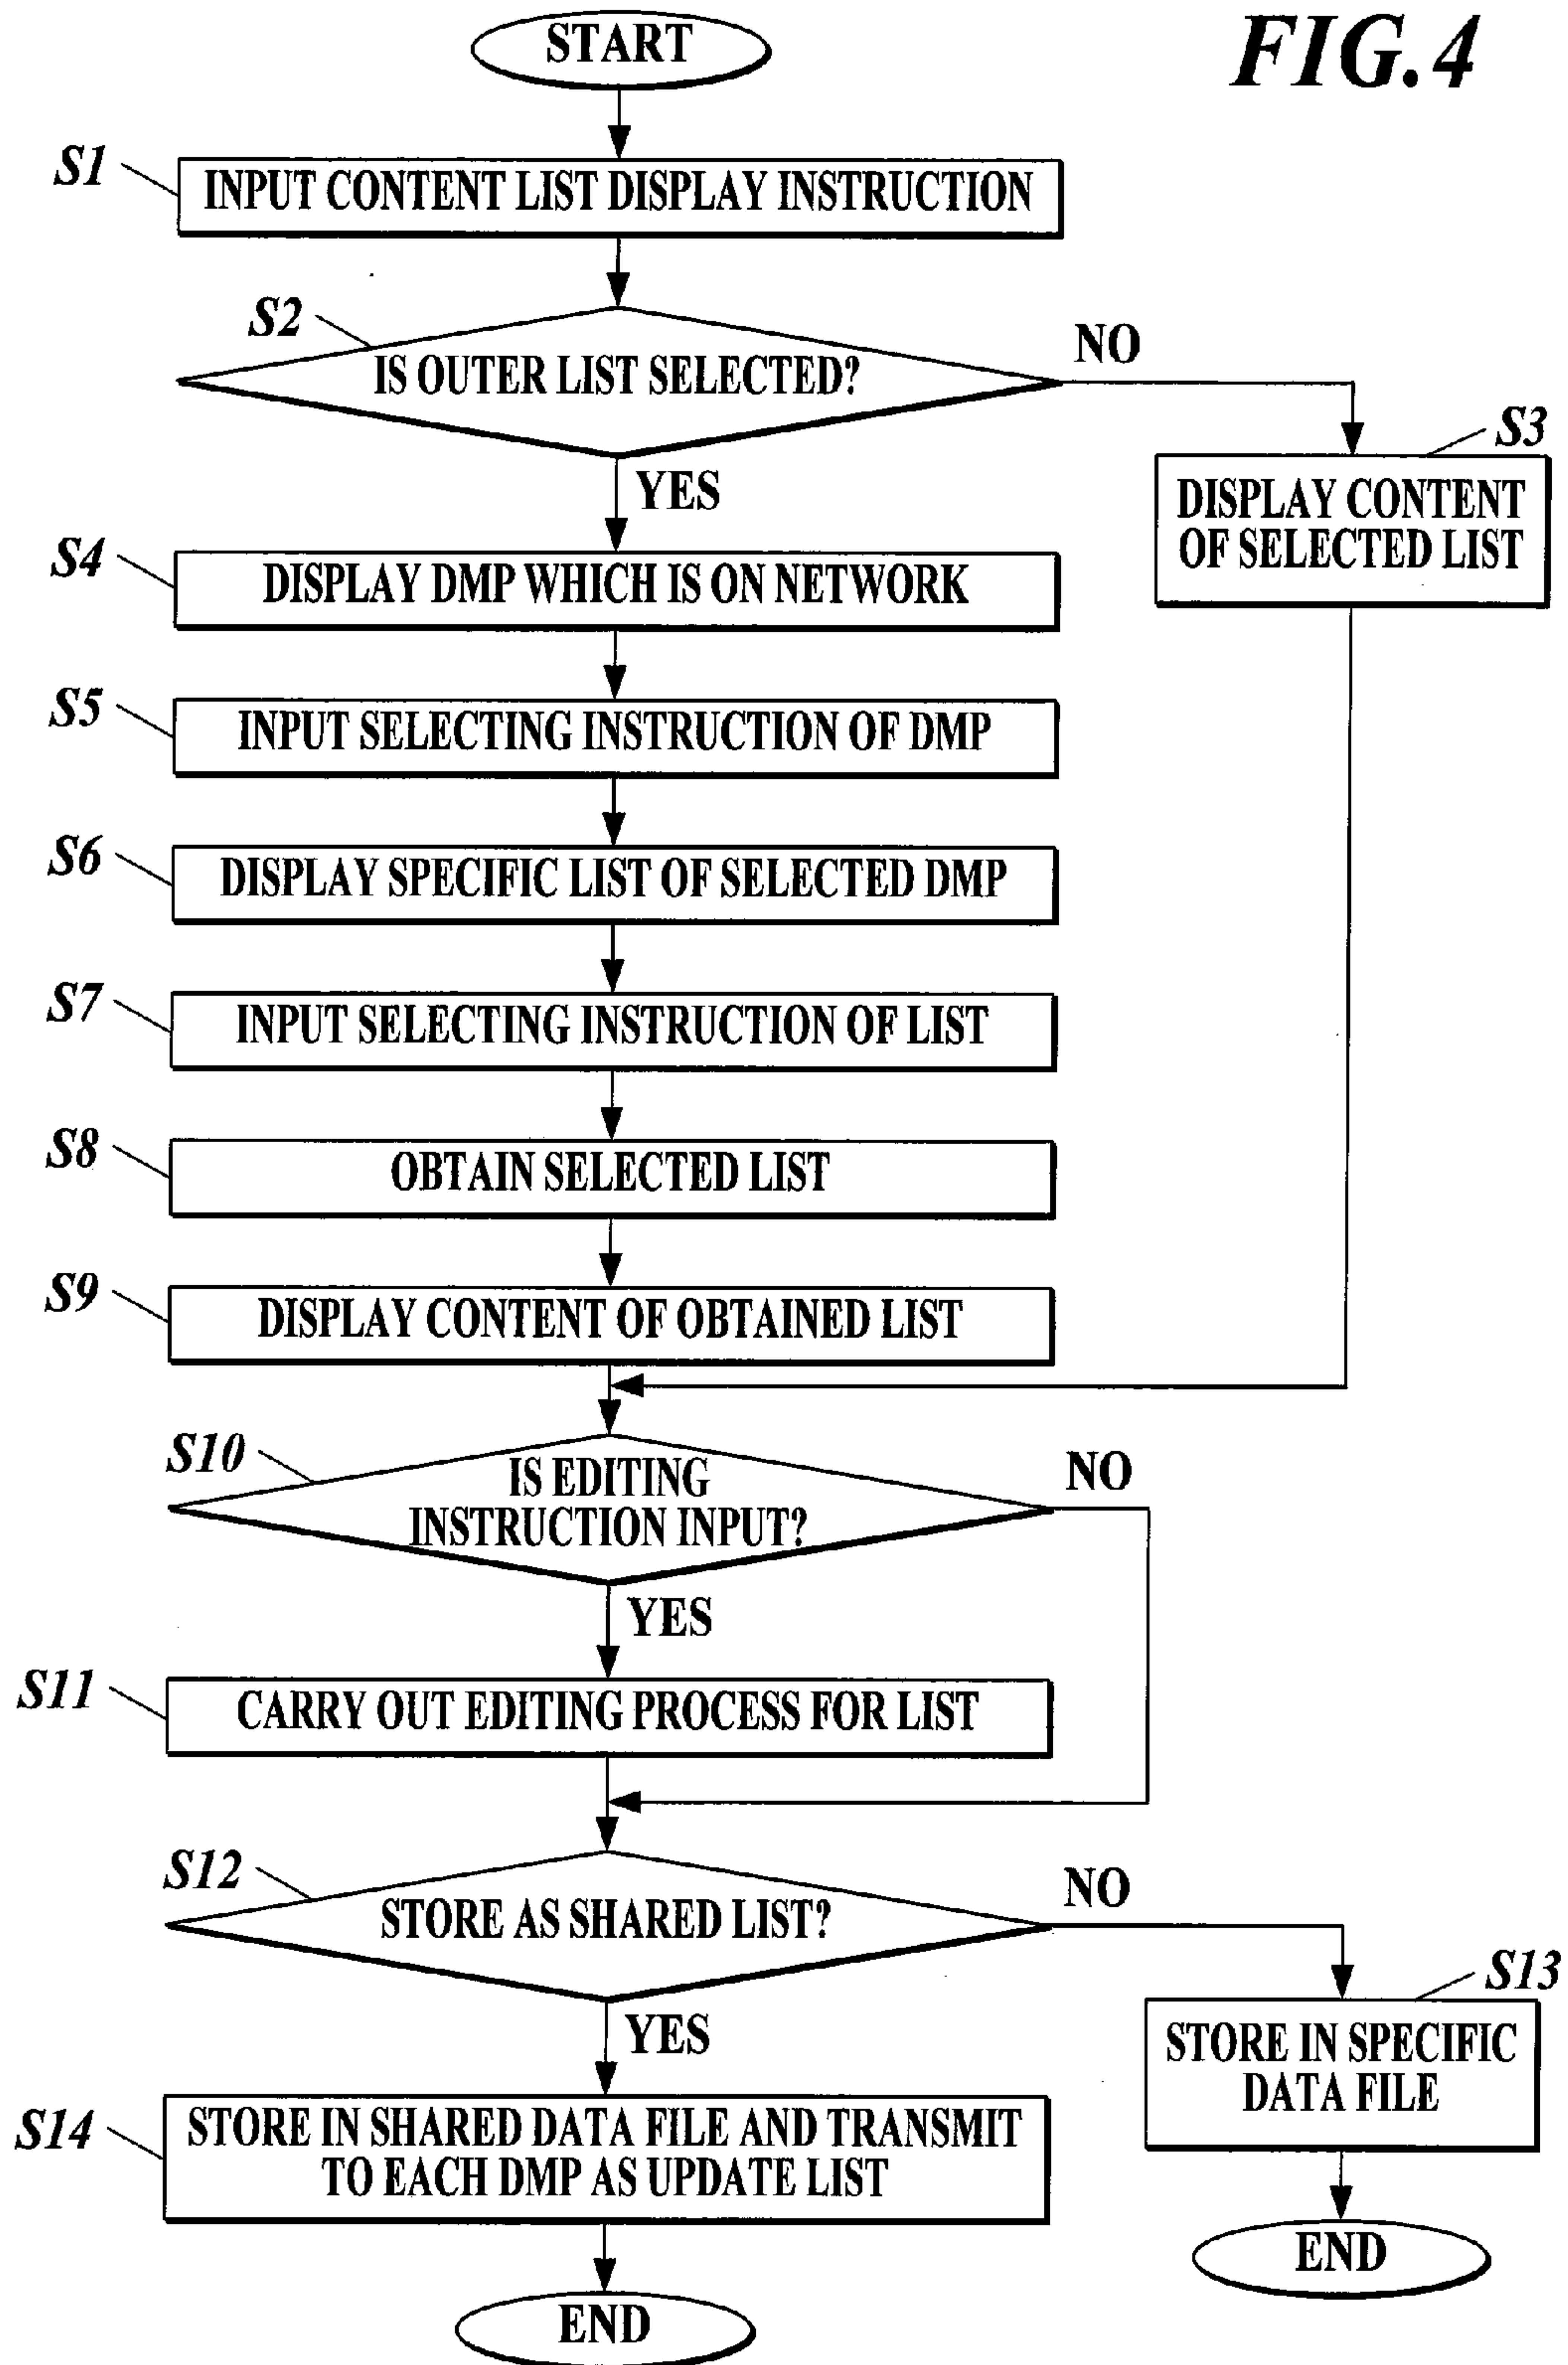 FIG.4
START
S1
INPUT CONTENT LIST DISPLAY INSTRUCTION
S2
IS OUTER LIST SELECTED?
NO
YES
S3
DISPLAY CONTENT
OF SELECTED LIST
S4
DISPLAY DMP WHICH IS ON NETWORK
S5
INPUT SELECTING INSTRUCTION OF DMP
S6
DISPLAY SPECIFIC LIST OF SELECTED DMP
S7
INPUT SELECTING INSTRUCTION OF LIST
S8
OBTAIN SELECTED LIST
S9
DISPLAY CONTENT OF OBTAINED LIST
S10
IS EDITING
INSTRUCTION INPUT?
NO
YES
S11
CARRY OUT EDITING PROCESS FOR LIST
S12
STORE AS SHARED LIST?
NO
YES
S13
STORE IN SPECIFIC
DATA FILE
S14
STORE IN SHARED DATA FILE AND TRANSMIT
TO EACH DMP AS UPDATE LIST
END
END